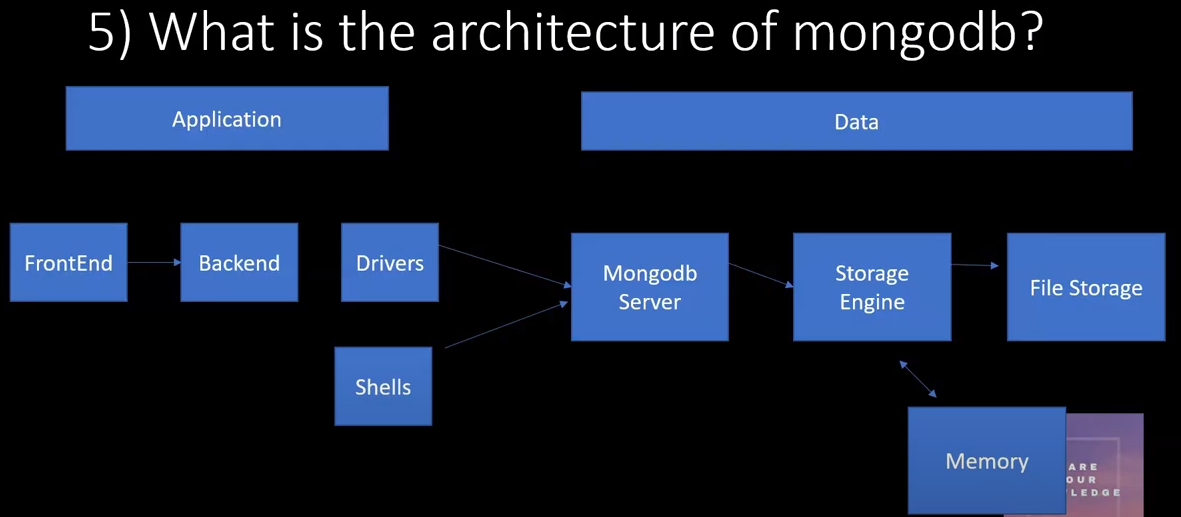 5) What is the architecture of mongodb?
Application
Data
FrontEnd
Backend
Drivers
Mongodb
Server
Storage
Engine
File Storage
Shells
Memory